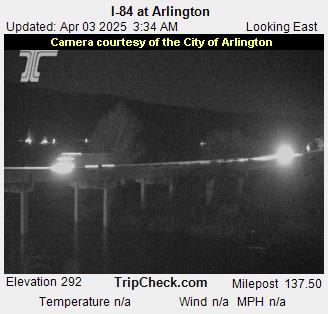 I-84 at Arlington
Updated: Apr 03 2025 3:34 AM Looking East
Camera courtesy of the City of Arlington
Elevation 292 TripCheck.com Milepost 137.50
Temperature n/a Wind n/a MPH n/a